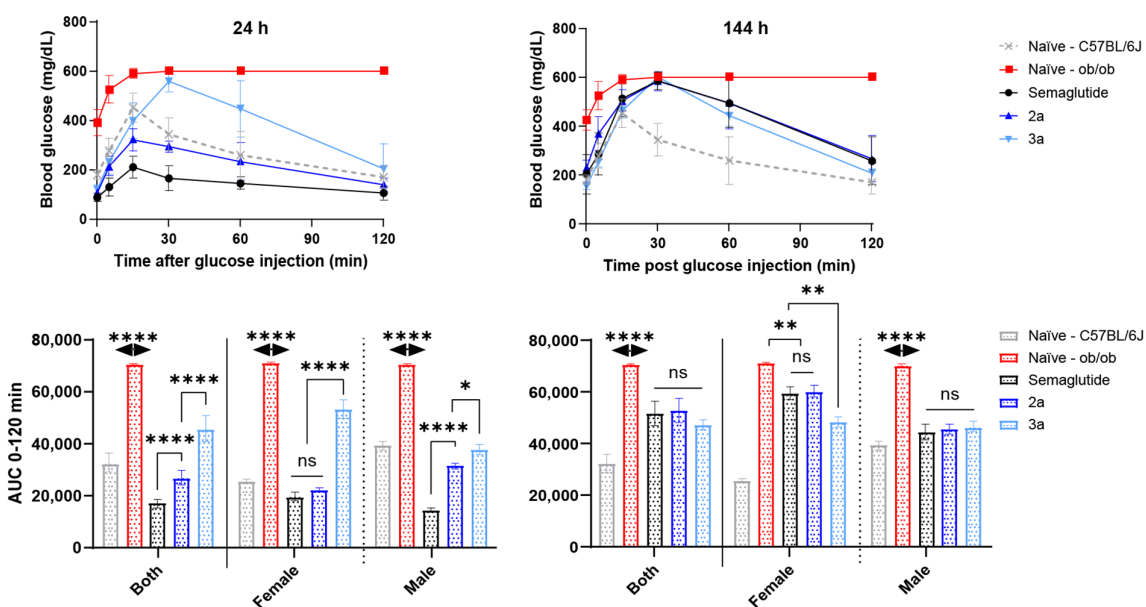 24 h
Blood glucose (mg/dL)
800
600
400
200
0
0 30 60 90 120
Time after glucose injection (min)
144 h
Blood glucose (mg/dL)
800
600
400
200
0
0 30 60 90 120
Time post glucose injection (min)
Naïve - C57BL/6J
Naïve - ob/ob
Semaglutide
2a
3a
AUC 0-120 min
80,000
60,000
40,000
20,000
0
****
****
****
****
****
ns
****
*
****
Both
Female
Male
80,000
60,000
40,000
20,000
0
****
ns
**
**
ns
****
ns
Both
Female
Male
Naïve - C57BL/6J
Naïve - ob/ob
Semaglutide
2a
3a